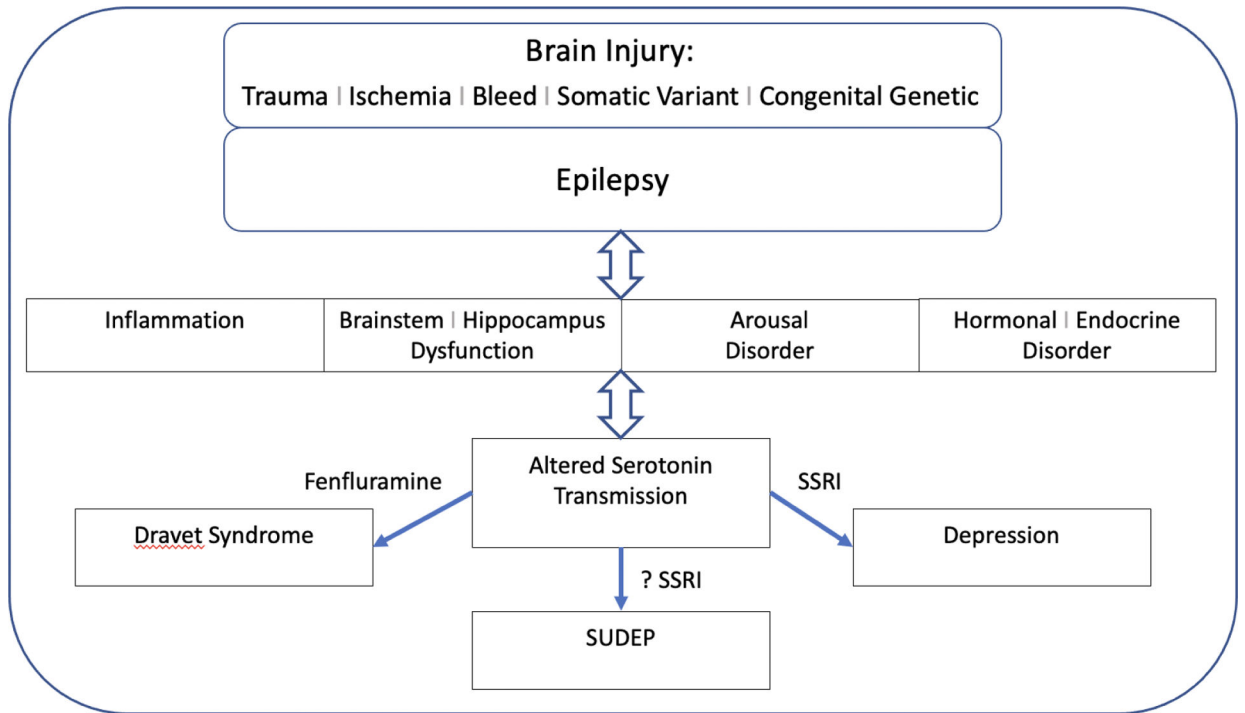 Brain Injury:
Trauma | Ischemia | Bleed | Somatic Variant | Congenital Genetic
Epilepsy
Inflammation
Brainstem | Hippocampus
Dysfunction
Arousal
Disorder
Hormonal | Endocrine
Disorder
Altered Serotonin
Transmission
Fenfluramine
SSRI
Dravet Syndrome
Depression
? SSRI
SUDEP